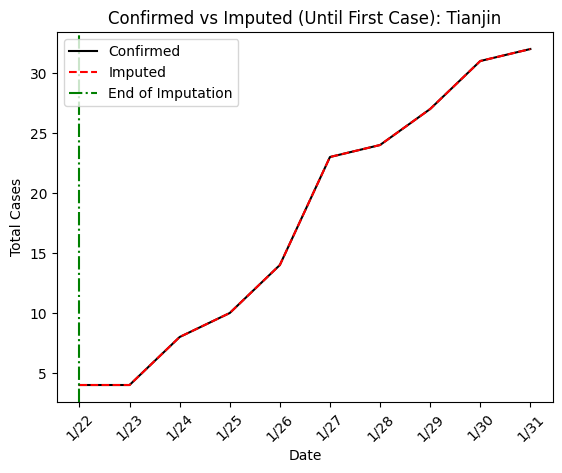 Confirmed vs Imputed (Until First Case): Tianjin
Confirmed
Imputed
End of Imputation
Total Cases
30
25
20
15
10
5
1/22
1/23
1/24
1/25
1/26
1/27
1/28
1/29
1/30
1/31
Date